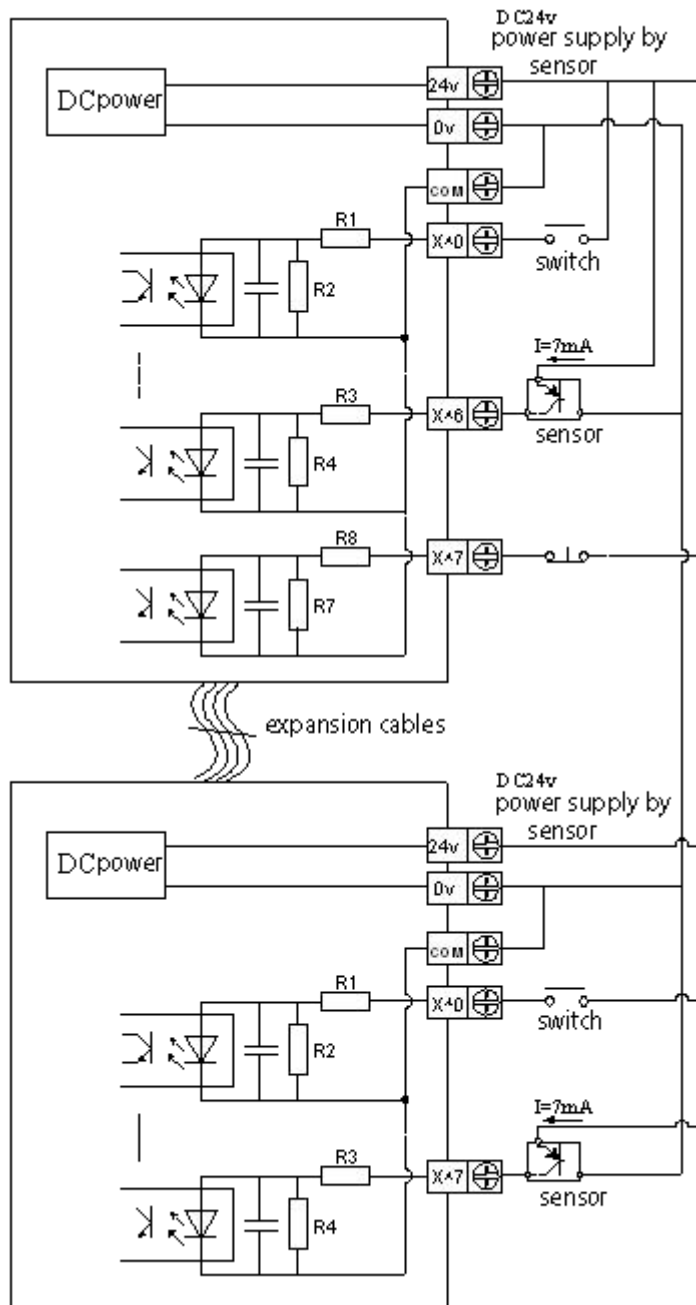 DC24v
power supply by
sensor
24v
DCpower
0v
COM
R1
X^0
R2
switch
I=7mA
R3
X^6
R4
sensor
R8
X^7
R7
expansion cables
DC24v
power supply by
sensor
24v
DCpower
0v
COM
R1
X^0
R2
switch
I=7mA
R3
X^7
R4
sensor